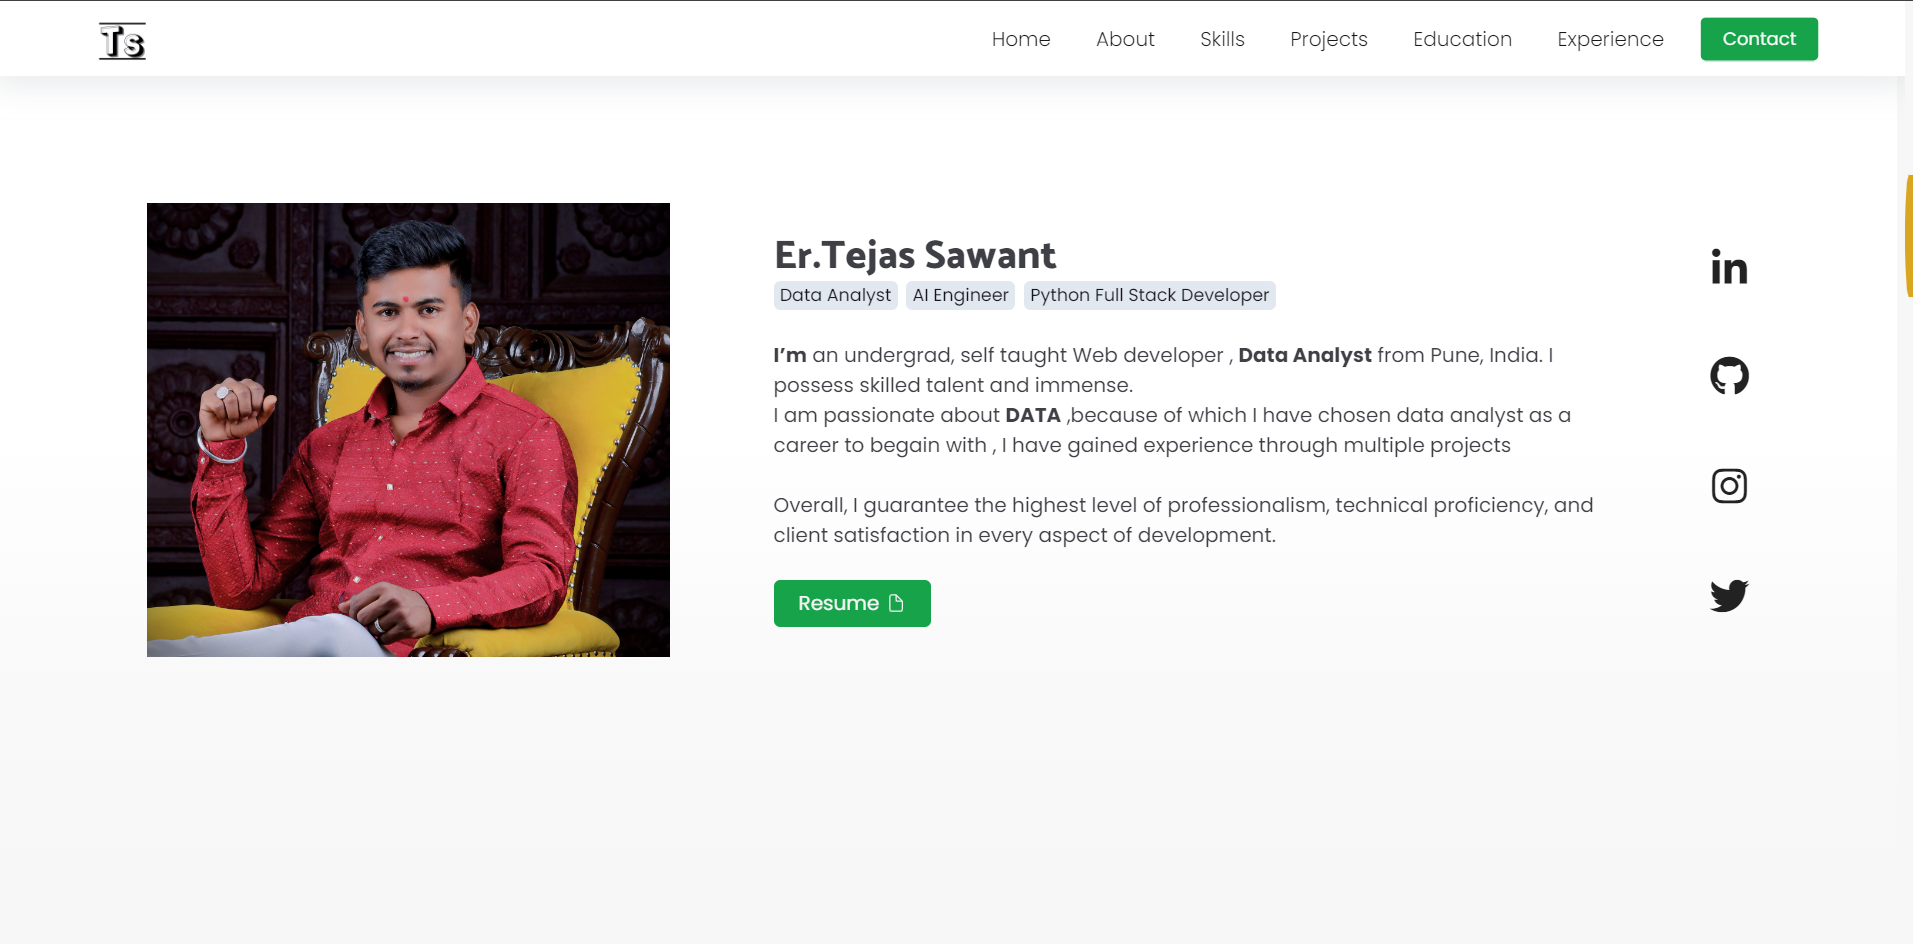 Ts
Home About Skills Projects Education Experience Contact
Er.Tejas Sawant
Data Analyst AI Engineer Python Full Stack Developer
I’m an undergrad, self taught Web developer , Data Analyst from Pune, India. I
possess skilled talent and immense.
I am passionate about DATA ,because of which I have chosen data analyst as a
career to begain with , I have gained experience through multiple projects
Overall, I guarantee the highest level of professionalism, technical proficiency, and
client satisfaction in every aspect of development.
Resume
in